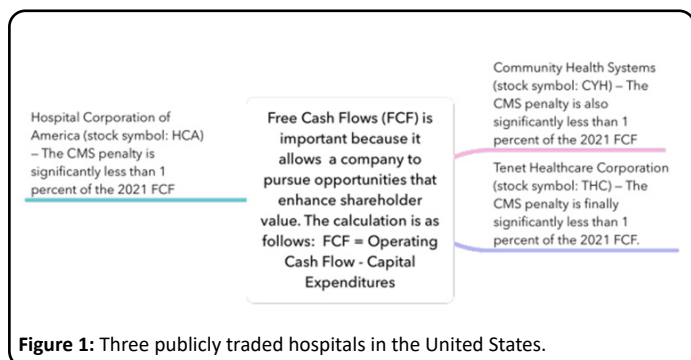 Hospital Corporation of
America (stock symbol: HCA)
– The CMS penalty is
significantly less than 1
percent of the 2021 FCF
Free Cash Flows (FCF) is
important because it
allows a company to
pursue opportunities that
enhance shareholder
value. The calculation is as
follows: FCF = Operating
Cash Flow - Capital
Expenditures
Community Health Systems
(stock symbol: CYH) – The
CMS penalty is also
significantly less than 1
percent of the 2021 FCF
Tenet Healthcare Corporation
(stock symbol: THC) – The
CMS penalty is finally
significantly less than 1
percent of the 2021 FCF.
Figure 1: Three publicly traded hospitals in the United States.